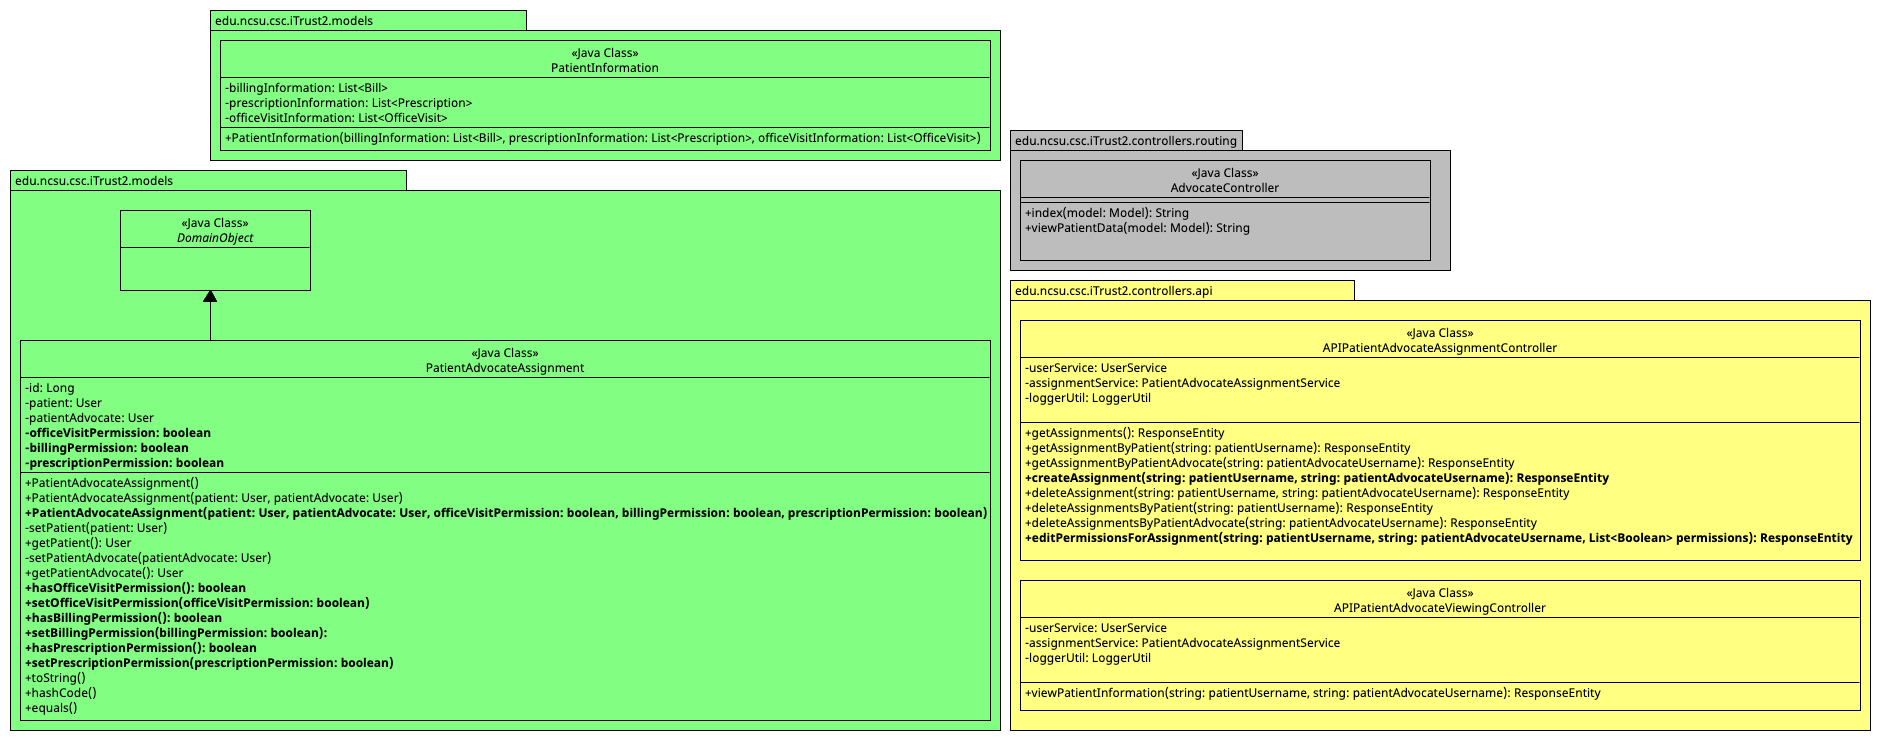 edu.ncsu.csc.iTrust2.models
«Java Class»
PatientInformation
-billingInformation: List<Bill>
-prescriptionInformation: List<Prescription>
-officeVisitInformation: List<OfficeVisit>
+PatientInformation(billingInformation: List<Bill>, prescriptionInformation: List<Prescription>, officeVisitInformation: List<OfficeVisit>)
edu.ncsu.csc.iTrust2.models
«Java Class»
DomainObject
«Java Class»
PatientAdvocateAssignment
-id: Long
-patient: User
-patientAdvocate: User
-officeVisitPermission: boolean
-billingPermission: boolean
-prescriptionPermission: boolean
+PatientAdvocateAssignment()
+PatientAdvocateAssignment(patient: User, patientAdvocate: User)
+PatientAdvocateAssignment(patient: User, patientAdvocate: User, officeVisitPermission: boolean, billingPermission: boolean, prescriptionPermission: boolean)
-setPatient(patient: User)
+getPatient(): User
-setPatientAdvocate(patientAdvocate: User)
+getPatientAdvocate(): User
+hasOfficeVisitPermission(): boolean
+setOfficeVisitPermission(officeVisitPermission: boolean)
+hasBillingPermission(): boolean
+setBillingPermission(billingPermission: boolean):
+hasPrescriptionPermission(): boolean
+setPrescriptionPermission(prescriptionPermission: boolean)
+toString()
+hashCode()
+equals()
edu.ncsu.csc.iTrust2.controllers.routing
«Java Class»
AdvocateController
+index(model: Model): String
+viewPatientData(model: Model): String
edu.ncsu.csc.iTrust2.controllers.api
«Java Class»
APIPatientAdvocateAssignmentController
-userService: UserService
-assignmentService: PatientAdvocateAssignmentService
-loggerUtil: LoggerUtil
+getAssignments(): ResponseEntity
+getAssignmentByPatient(string: patientUsername): ResponseEntity
+getAssignmentByPatientAdvocate(string: patientAdvocateUsername): ResponseEntity
+createAssignment(string: patientUsername, string: patientAdvocateUsername): ResponseEntity
+deleteAssignment(string: patientUsername, string: patientAdvocateUsername): ResponseEntity
+deleteAssignmentsByPatient(string: patientUsername): ResponseEntity
+deleteAssignmentsByPatientAdvocate(string: patientAdvocateUsername): ResponseEntity
+editPermissionsForAssignment(string: patientUsername, string: patientAdvocateUsername, List<Boolean> permissions): ResponseEntity
«Java Class»
APIPatientAdvocateViewingController
-userService: UserService
-assignmentService: PatientAdvocateAssignmentService
-loggerUtil: LoggerUtil
+viewPatientInformation(string: patientUsername, string: patientAdvocateUsername): ResponseEntity